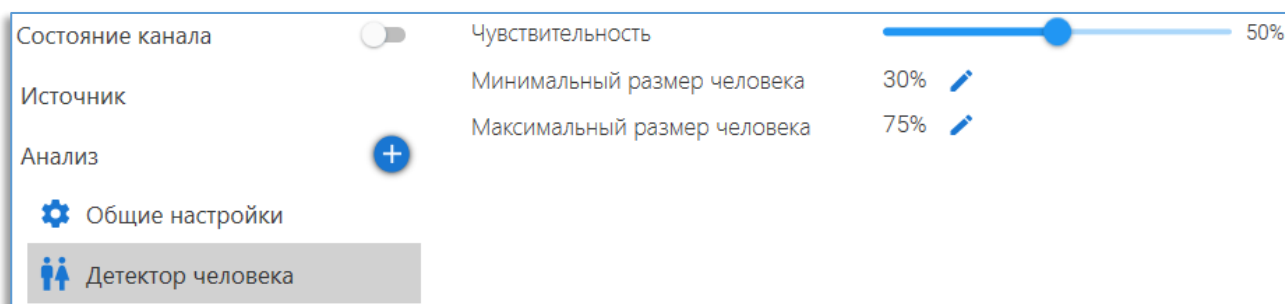 Состояние канала
Источник
Анализ
Общие настройки
Детектор человека
Чувствительность 50%
Минимальный размер человека 30%
Максимальный размер человека 75%